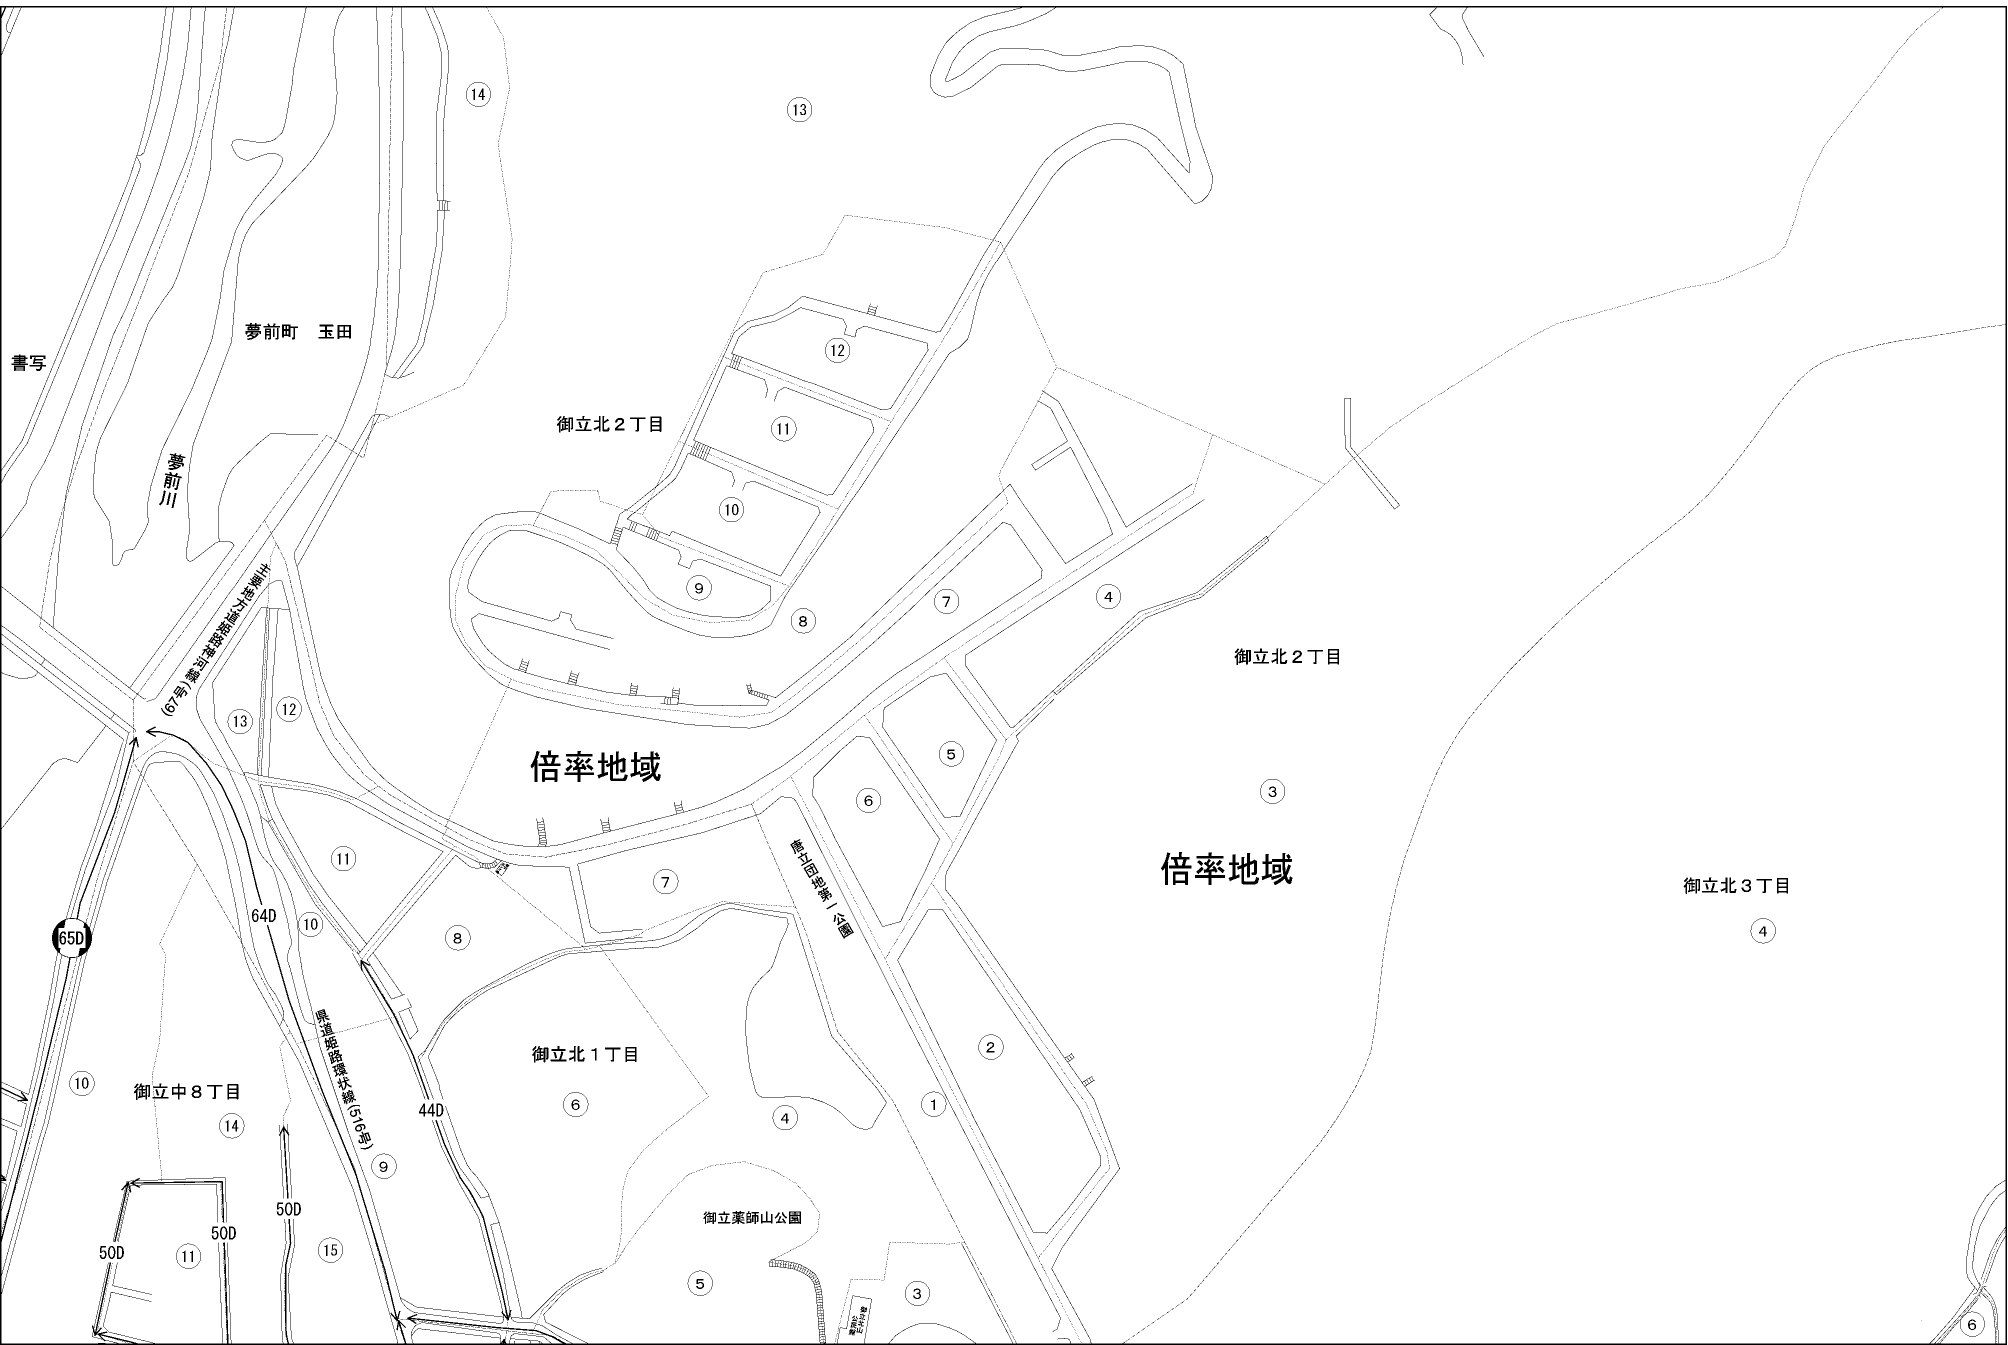 14
13
夢前町　玉田
書写
12
御立北２丁目
11
夢前川
10
9
8
7
4
主要地方道姫路神河線(67号)
御立北２丁目
13
12
5
倍率地域
3
6
唐立団地第一公園
11
7
倍率地域
御立北３丁目
64D
10
8
65D
4
県道姫路環状線(516号)
2
御立北１丁目
10
御立中８丁目
6
44D
1
4
14
9
50D
御立薬師山公園
50D
50D
11
15
5
3
6